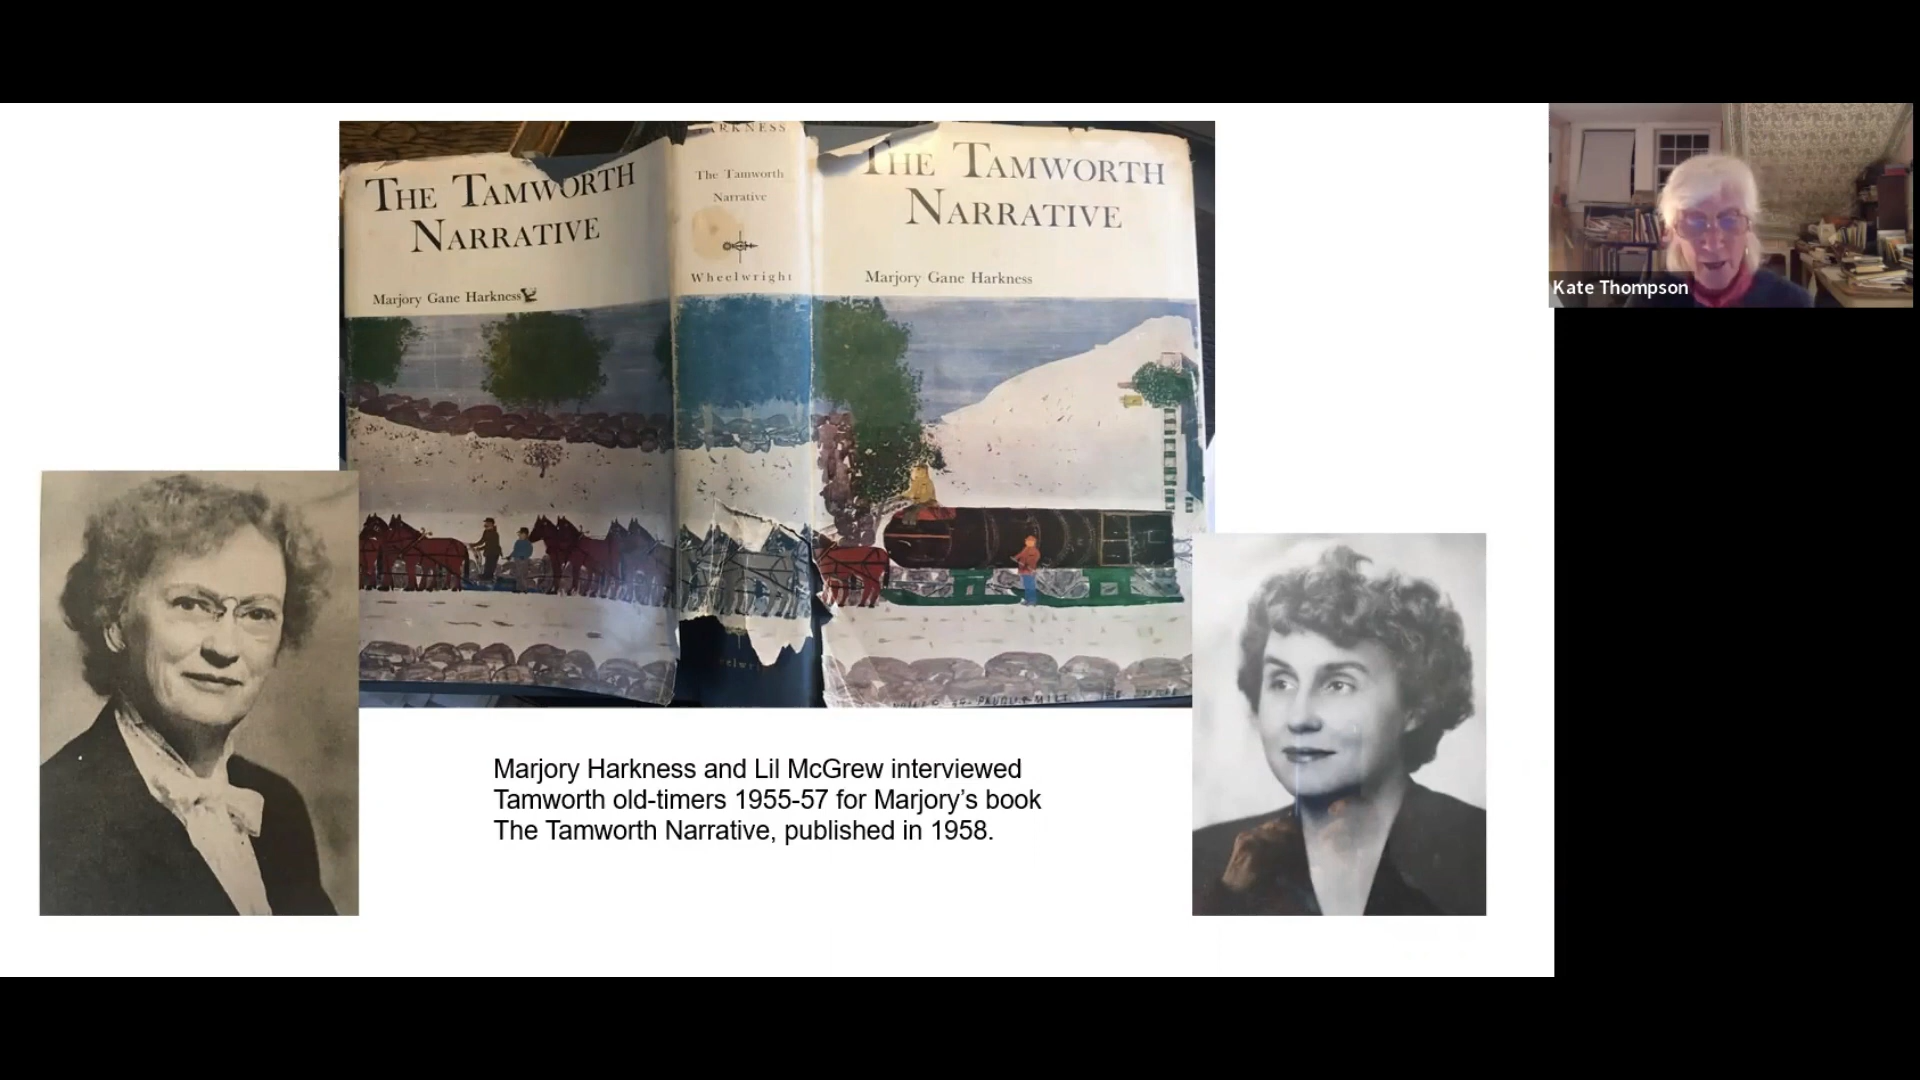 THE TAMWORTH
NARRATIVE
Marjory Gane Harkness
The Tamworth
Narrative
Wheelwright
THE TAMWORTH
NARRATIVE
Marjory Gane Harkness
Kate Thompson
Marjory Harkness and Lil McGrew interviewed
Tamworth old-timers 1955-57 for Marjory’s book
The Tamworth Narrative, published in 1958.